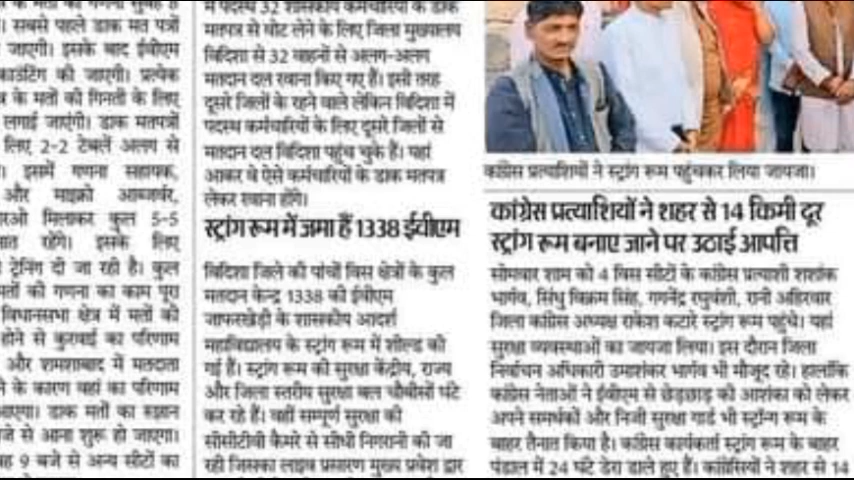 के मतों की गणना सुबह 8
। सबसे पहले डाक मत पत्रों
जाएगी। इसके बाद ईवीएम
काउंटिंग की जाएगी। प्रत्येक
के मतों की गिनती के लिए
लगाई जाएंगी। डाक मतपत्रों
लिए 2-2 टेबलें अलग से
। इसमें गणना सहायक,
और माइक्रो आब्जर्वर,
मिलाकर कुल 5-5
रहेंगे। इसके लिए
ट्रेनिंग दी जा रही है। कुल
मतों की गणना का काम पूरा
विधानसभा क्षेत्र में मतों की
होने से कुरवाई का परिणाम
और शमशाबाद में मतदाता
के कारण वहां का परिणाम
आएगा। डाक मतों का रुझान
बजे से आना शुरू हो जाएगा।
9 बजे से अन्य सीटों का
में पदस्थ 32 शासकीय कर्मचारियों के डाक
मतपत्र से वोट लेने के लिए जिला मुख्यालय
विदिशा से 32 वाहनों से अलग-अलग
मतदान दल रवाना किए गए हैं। इसी तरह
दूसरे जिलों के रहने वाले लेकिन विदिशा में
पदस्थ कर्मचारियों के लिए दूसरे जिलों से
मतदान दल विदिशा पहुंच चुके हैं। यहां
आकर वे ऐसे कर्मचारियों के डाक मतपत्र
लेकर रवाना होंगे।
स्ट्रांग रूम में जमा हैं 1338 ईवीएम
विदिशा जिले की पांचों विस क्षेत्रों के कुल
मतदान केन्द्र 1338 की ईवीएम
जाफरखेड़ी के शासकीय आदर्श
महाविद्यालय के स्ट्रांग रूम में शील्ड की
गई हैं। स्ट्रांग रूम की सुरक्षा केंद्रीय, राज्य
और जिला स्तरीय सुरक्षा बल चौबीसों घंटे
कर रहे हैं। वहीं सम्पूर्ण सुरक्षा की
सीसीटीवी कैमरे से सीधी निगरानी की जा
रही जिसका लाइव प्रसारण मुख्य प्रवेश द्वार
कांग्रेस प्रत्याशियों ने स्ट्रांग रूम पहुंचकर लिया जायजा।
कांग्रेस प्रत्याशियों ने शहर से 14 किमी दूर
स्ट्रांग रूम बनाए जाने पर उठाई आपत्ति
सोमवार शाम को 4 विस सीटों के कांग्रेस प्रत्याशी शशांक
भार्गव, सिंधु विक्रम सिंह, गगनेंद्र रघुवंशी, रानी अहिरवार
जिला कांग्रेस अध्यक्ष राकेश कटारे स्ट्रांग रूम पहुंचे। यहां
सुरक्षा व्यवस्थाओं का जायजा लिया। इस दौरान जिला
निर्वाचन अधिकारी उमाशंकर भार्गव भी मौजूद रहे। हालांकि
कांग्रेस नेताओं ने ईवीएम से छेड़छाड़ की आशंका को लेकर
अपने समर्थकों और निजी सुरक्षा गार्ड भी स्ट्रॉन्ग रूम के
बाहर तैनात किया है। कांग्रेस कार्यकर्ता स्ट्रांग रूम के बाहर
पंडाल में 24 घंटे डेरा डाले हुए हैं। कांग्रेसियों ने शहर से 14